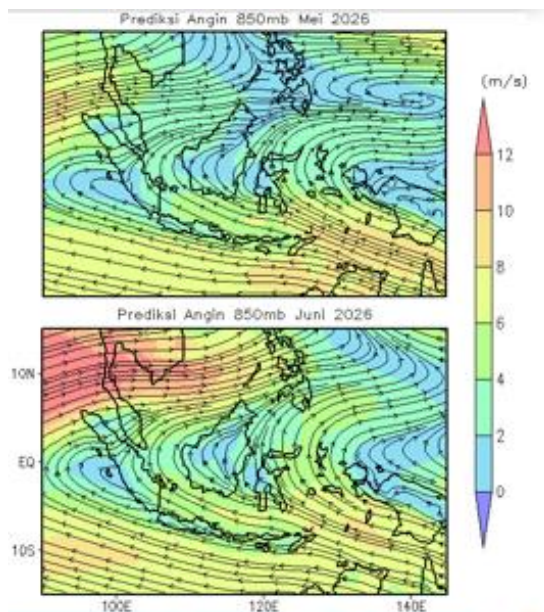 Prediksi Angin 850mb Mei 2026
(m/s)
12
10
8
6
4
2
0
Prediksi Angin 850mb Juni 2026
10N
EQ
10S
100E
120E
140E